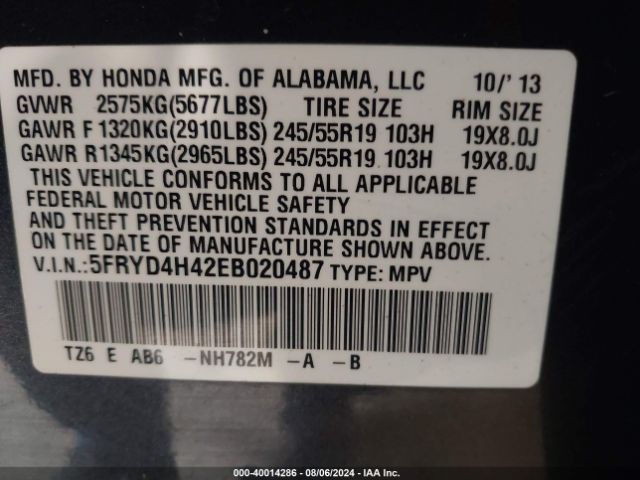 MFD. BY HONDA MFG. OF ALABAMA, LLC 10/'13
GVWR 2575KG(5677LBS) TIRE SIZE RIM SIZE
GAWR F 1320KG(2910LBS) 245/55R19 103H 19X8.0J
GAWR R1345KG(2965LBS) 245/55R19 103H 19X8.0J
THIS VEHICLE CONFORMS TO ALL APPLICABLE
FEDERAL MOTOR VEHICLE SAFETY
AND THEFT PREVENTION STANDARDS IN EFFECT
ON THE DATE OF MANUFACTURE SHOWN ABOVE.
V.I.N.:5FRYD4H42EB020487 TYPE: MPV
TZ6 E AB6 -NH782M -A -B
000-40014286 - 08/06/2024 - IAA Inc.